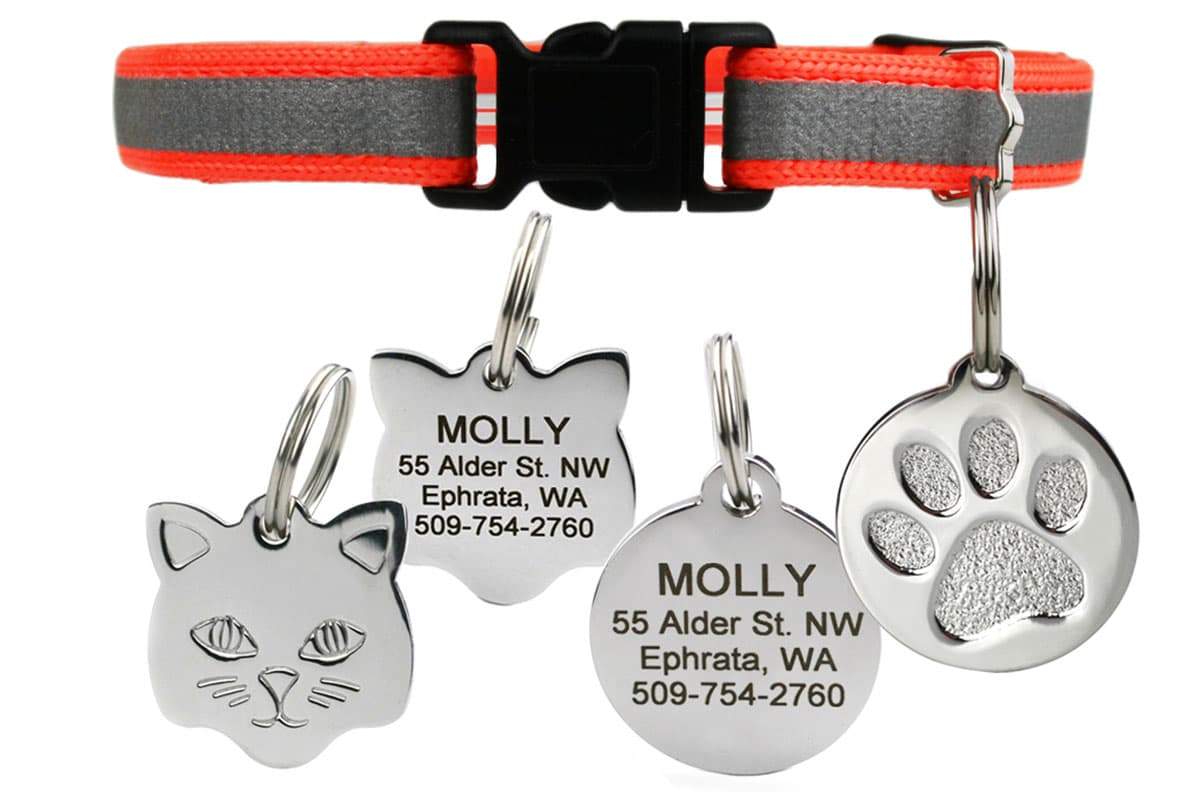 MOLLY
55 Alder St. NW
Ephrata, WA
509-754-2760
MOLLY
55 Alder St. NW
Ephrata, WA
509-754-2760